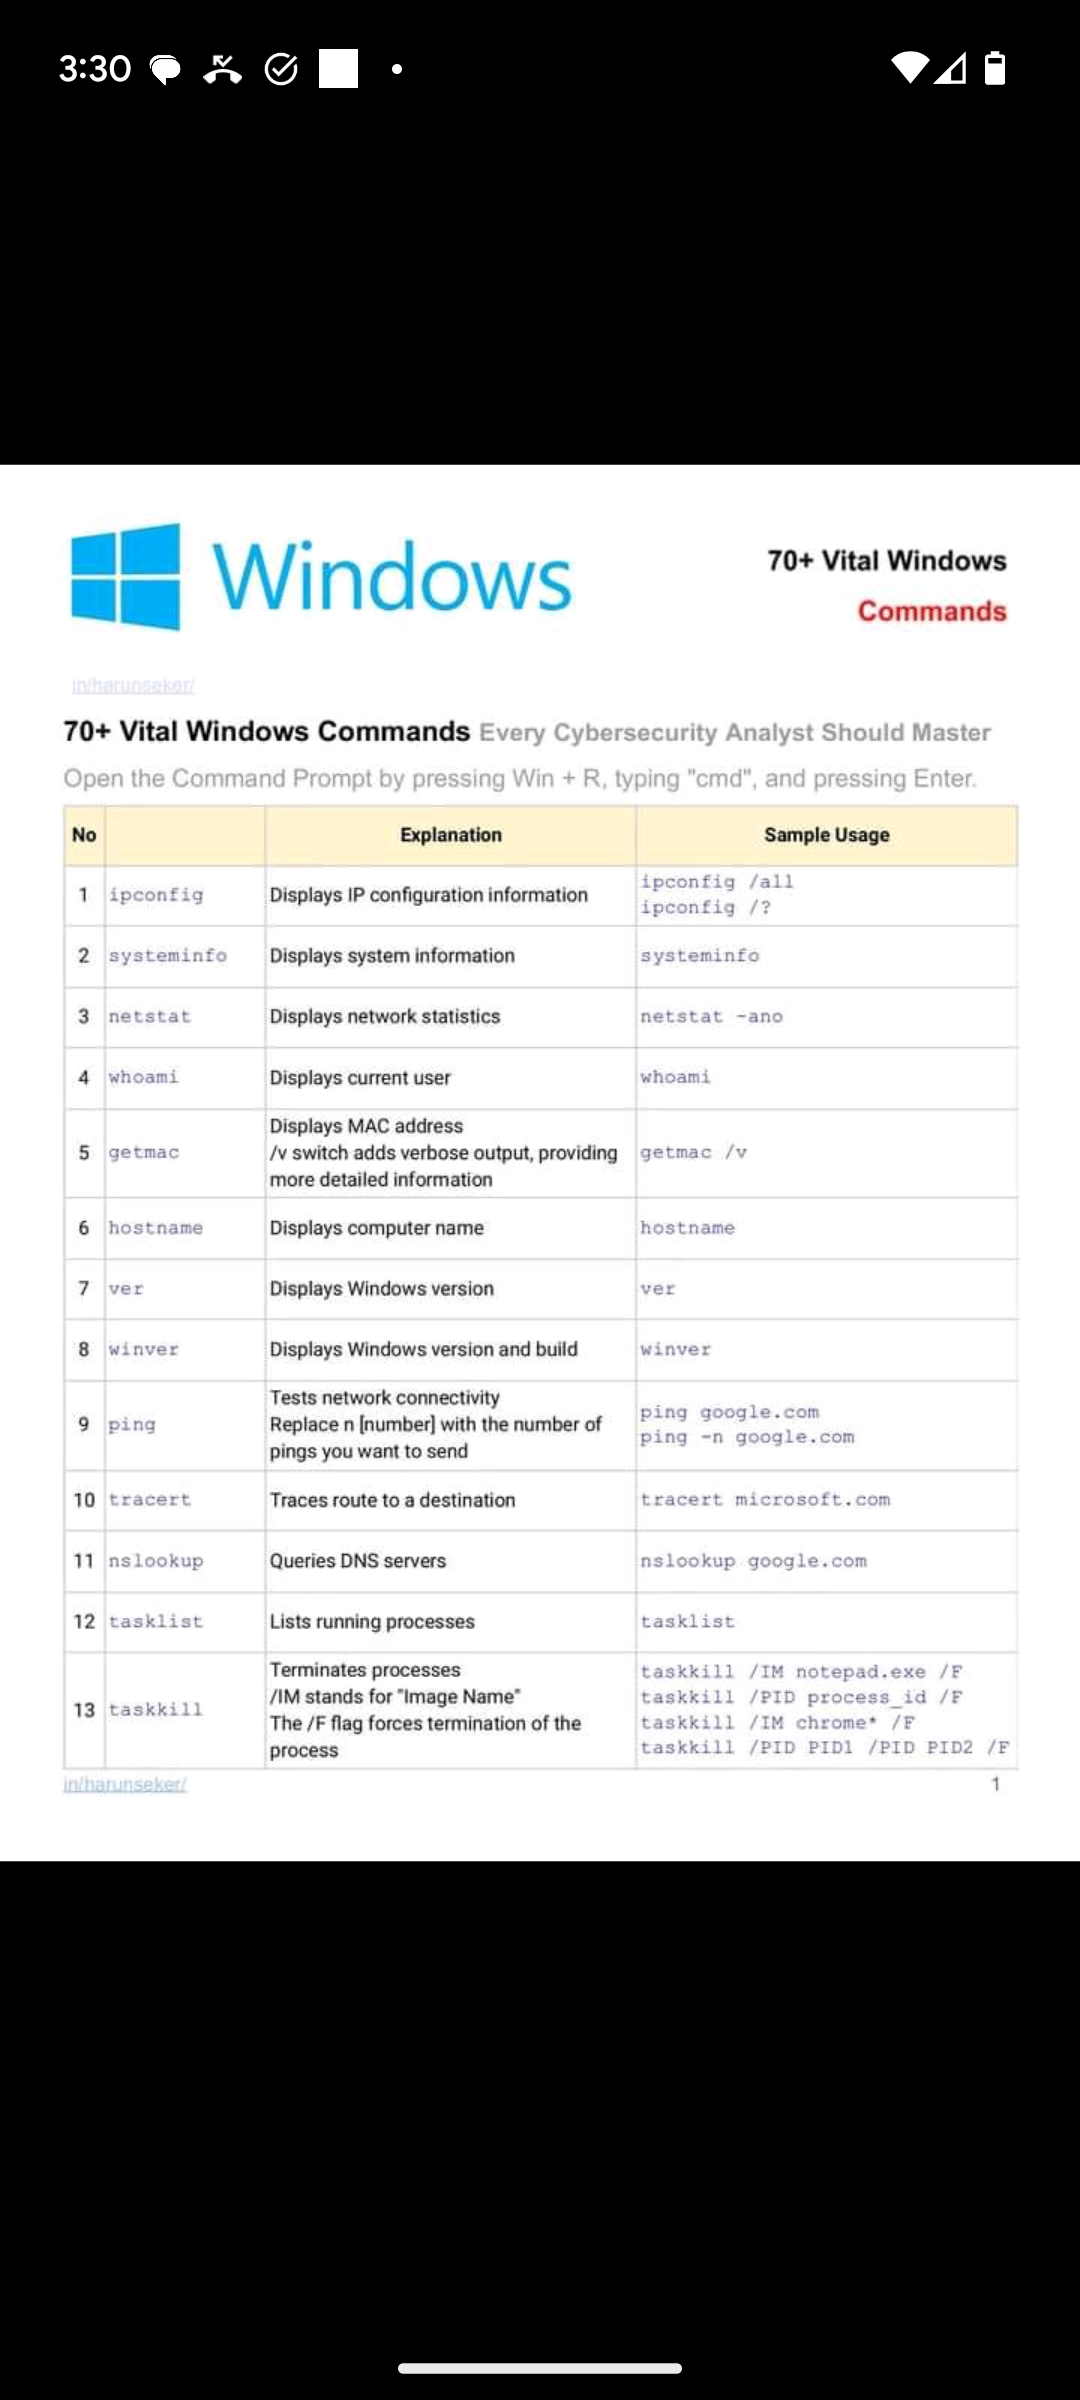 3:30
Windows
70+ Vital Windows
Commands
in/harunseker/
70+ Vital Windows Commands Every Cybersecurity Analyst Should Master
Open the Command Prompt by pressing Win + R, typing "cmd", and pressing Enter.
No Explanation Sample Usage
1 ipconfig Displays IP configuration information ipconfig /all
ipconfig /?
2 systeminfo Displays system information systeminfo
3 netstat Displays network statistics netstat -ano
4 whoami Displays current user whoami
5 getmac Displays MAC address
/v switch adds verbose output, providing
more detailed information
getmac /v
6 hostname Displays computer name hostname
7 ver Displays Windows version ver
8 winver Displays Windows version and build winver
9 ping Tests network connectivity
Replace n [number] with the number of
pings you want to send
ping google.com
ping -n google.com
10 tracert Traces route to a destination tracert microsoft.com
11 nslookup Queries DNS servers nslookup google.com
12 tasklist Lists running processes tasklist
13 taskkill Terminates processes
/IM stands for "Image Name"
The /F flag forces termination of the
process
taskkill /IM notepad.exe /F
taskkill /PID process_id /F
taskkill /IM chrome* /F
taskkill /PID PID1 /PID PID2 /F
in/harunseker/
1